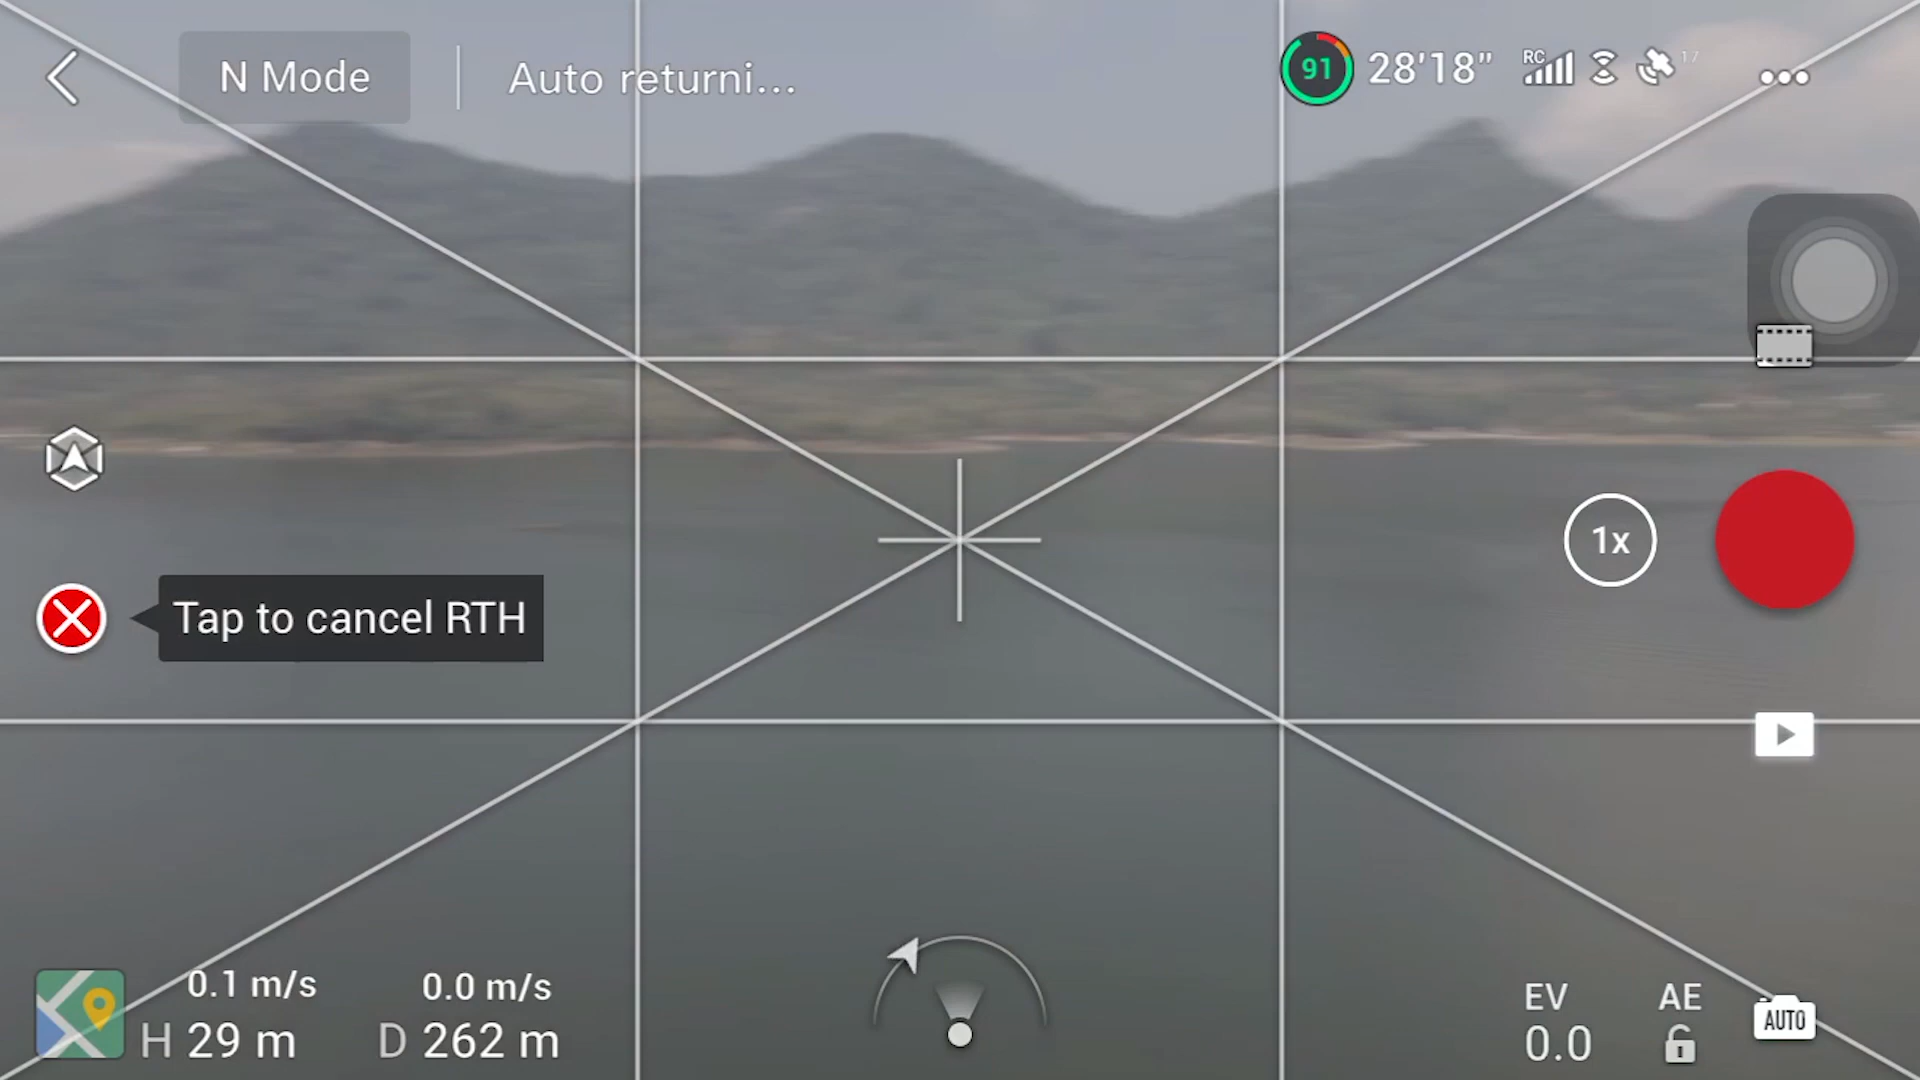 N Mode
Auto returni...
91
28'18"
RC
17
1x
Tap to cancel RTH
0.1 m/s
0.0 m/s
H 29 m
D 262 m
EV
0.0
AE
AUTO